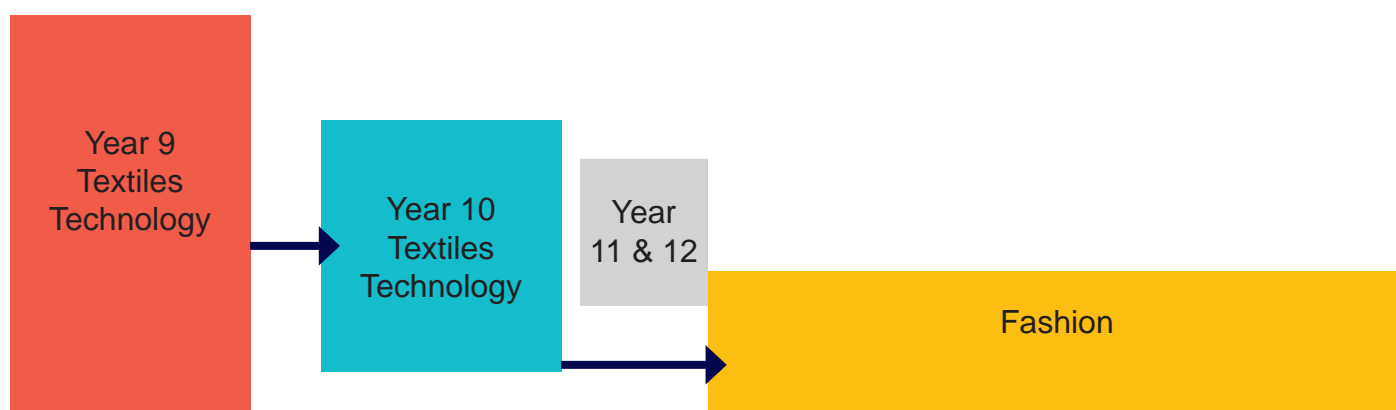 Year 9
Textiles
Technology
Year 10
Textiles
Technology
Year
11 & 12
Fashion